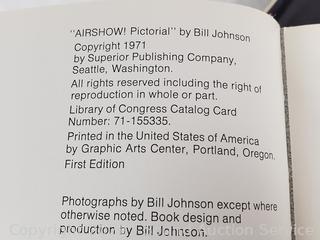 "AIRSHOW! Pictorial" by Bill Johnson
Copyright 1971
by Superior Publishing Company,
Seattle, Washington.
All rights reserved including the right of
reproduction in whole or part.
Library of Congress Catalog Card
Number: 71-155335.
Printed in the United States of America
by Graphic Arts Center, Portland, Oregon.
First Edition
Photographs by Bill Johnson except where
otherwise noted. Book design and
production by Bill Johnson.